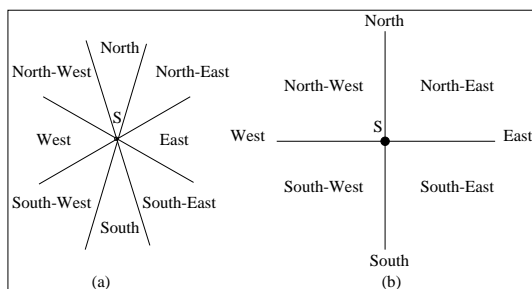 North
North-West
North-East
S
West
East
South-West
South-East
South
(a)
North
North-West
North-East
S
West
East
South-West
South-East
South
(b)